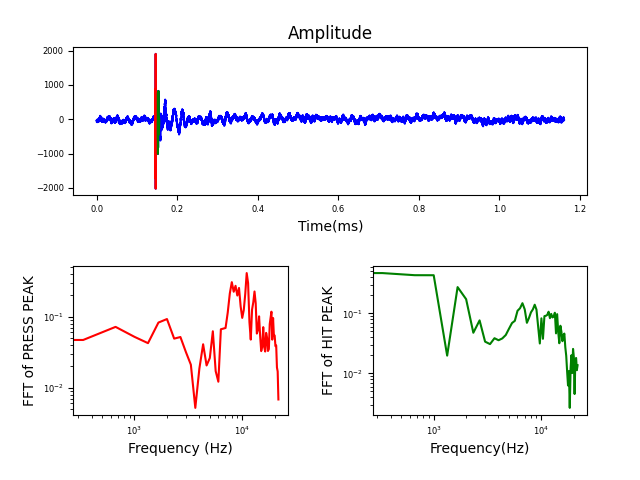 Amplitude
2000
1000
0
−1000
−2000
0.0 0.2 0.4 0.6 0.8 1.0 1.2
Time(ms)
FFT of PRESS PEAK
10⁻¹
10⁻²
10³ 10⁴
Frequency (Hz)
FFT of HIT PEAK
10⁻¹
10⁻²
10³ 10⁴
Frequency(Hz)